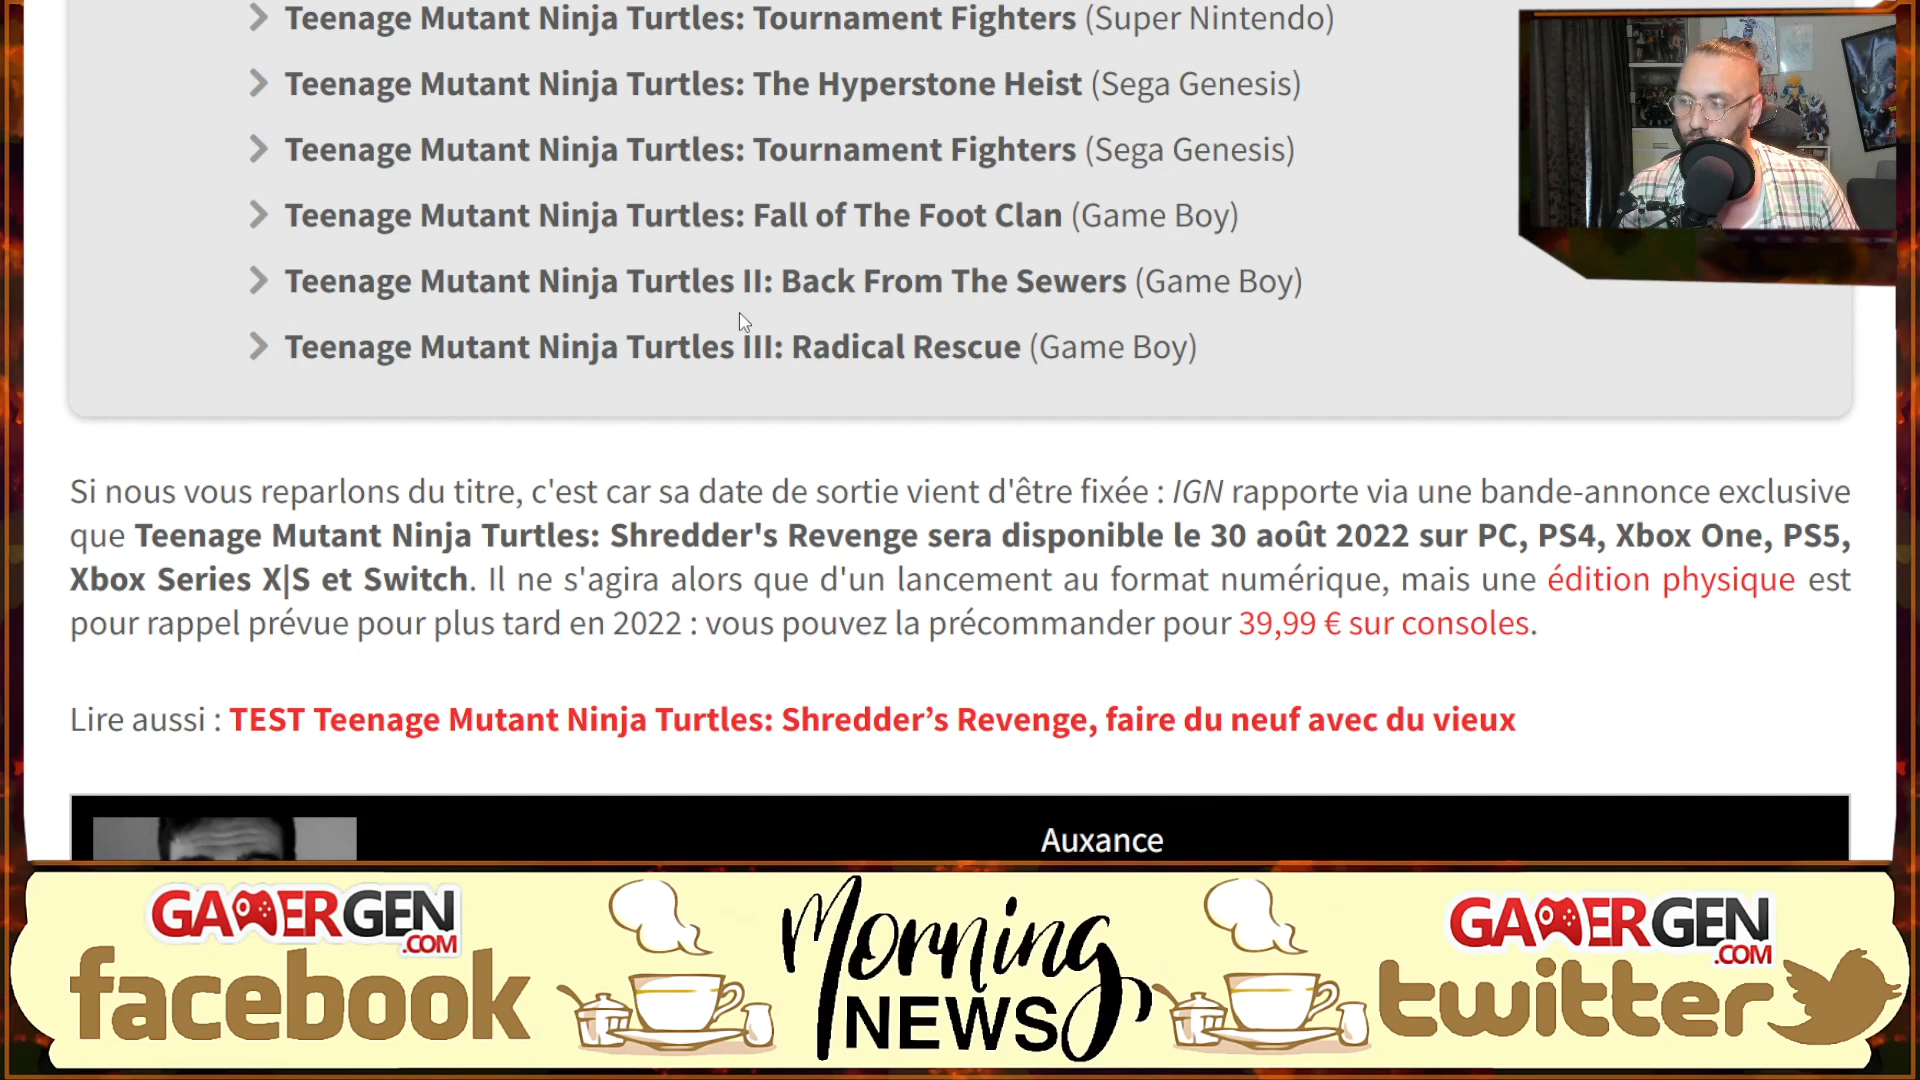 Teenage Mutant Ninja Turtles: Tournament Fighters (Super Nintendo)
Teenage Mutant Ninja Turtles: The Hyperstone Heist (Sega Genesis)
Teenage Mutant Ninja Turtles: Tournament Fighters (Sega Genesis)
Teenage Mutant Ninja Turtles: Fall of The Foot Clan (Game Boy)
Teenage Mutant Ninja Turtles II: Back From The Sewers (Game Boy)
Teenage Mutant Ninja Turtles III: Radical Rescue (Game Boy)
Si nous vous reparlons du titre, c'est car sa date de sortie vient d'être fixée : IGN rapporte via une bande-annonce exclusive
que Teenage Mutant Ninja Turtles: Shredder's Revenge sera disponible le 30 août 2022 sur PC, PS4, Xbox One, PS5,
Xbox Series X|S et Switch. Il ne s'agira alors que d'un lancement au format numérique, mais une édition physique est
pour rappel prévue pour plus tard en 2022 : vous pouvez la précommander pour 39,99 € sur consoles.
Lire aussi : TEST Teenage Mutant Ninja Turtles: Shredder’s Revenge, faire du neuf avec du vieux
Auxance
GAMERGEN
.COM
facebook
Morning
NEWS
GAMERGEN
.COM
twitter